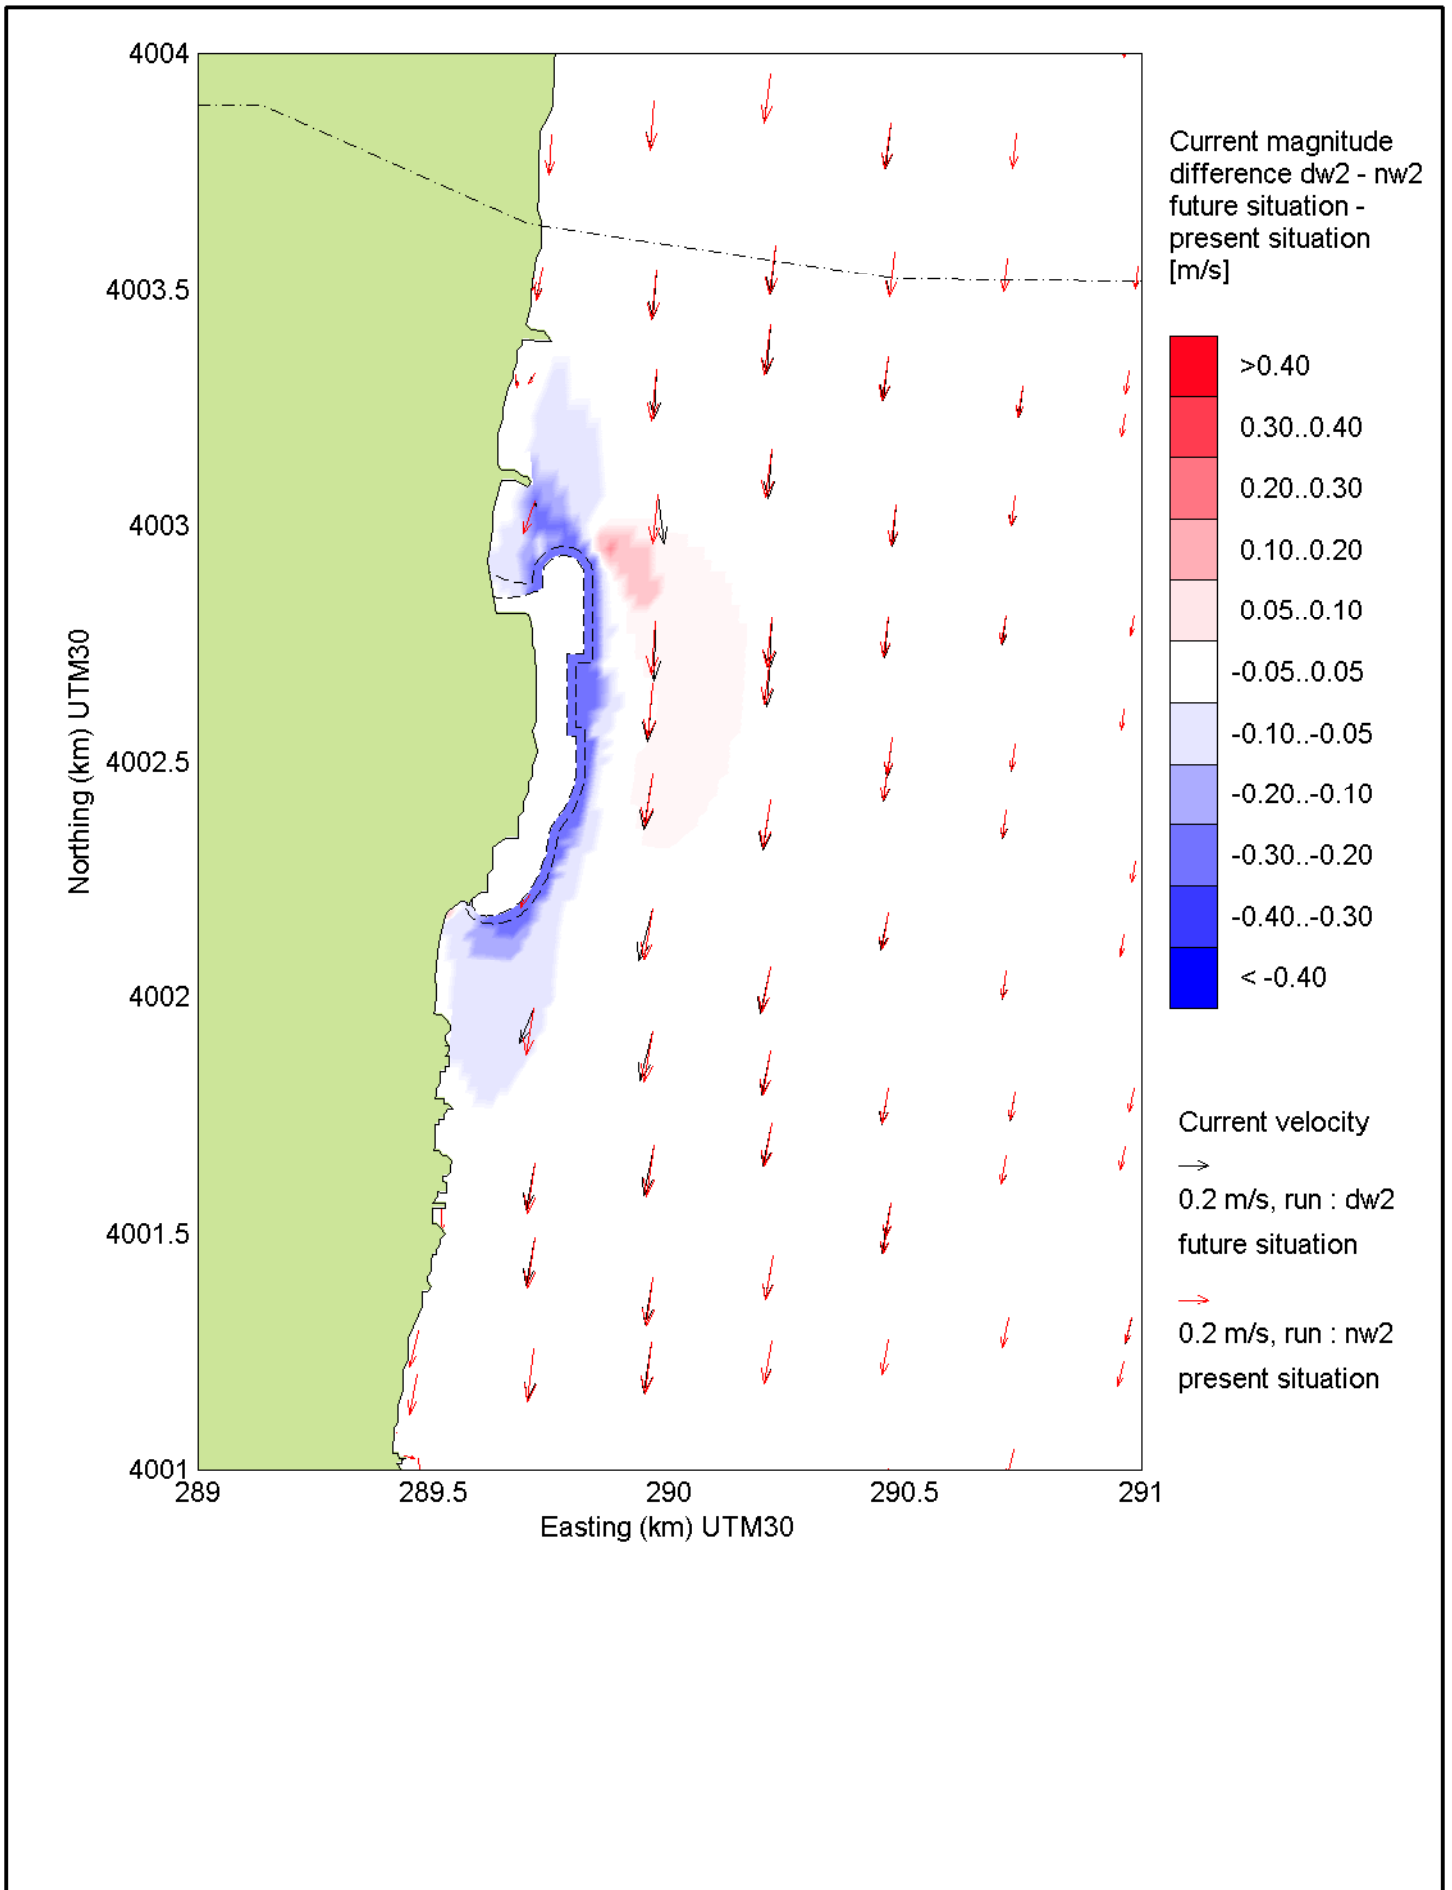 4004
4003.5
4003
4002.5
4002
4001.5
4001
Northing (km) UTM30
289
289.5
290
290.5
291
Easting (km) UTM30
Current magnitude
difference dw2 - nw2
future situation -
present situation
[m/s]
>0.40
0.30..0.40
0.20..0.30
0.10..0.20
0.05..0.10
-0.05..0.05
-0.10..-0.05
-0.20..-0.10
-0.30..-0.20
-0.40..-0.30
< -0.40
Current velocity
0.2 m/s, run : dw2
future situation
0.2 m/s, run : nw2
present situation